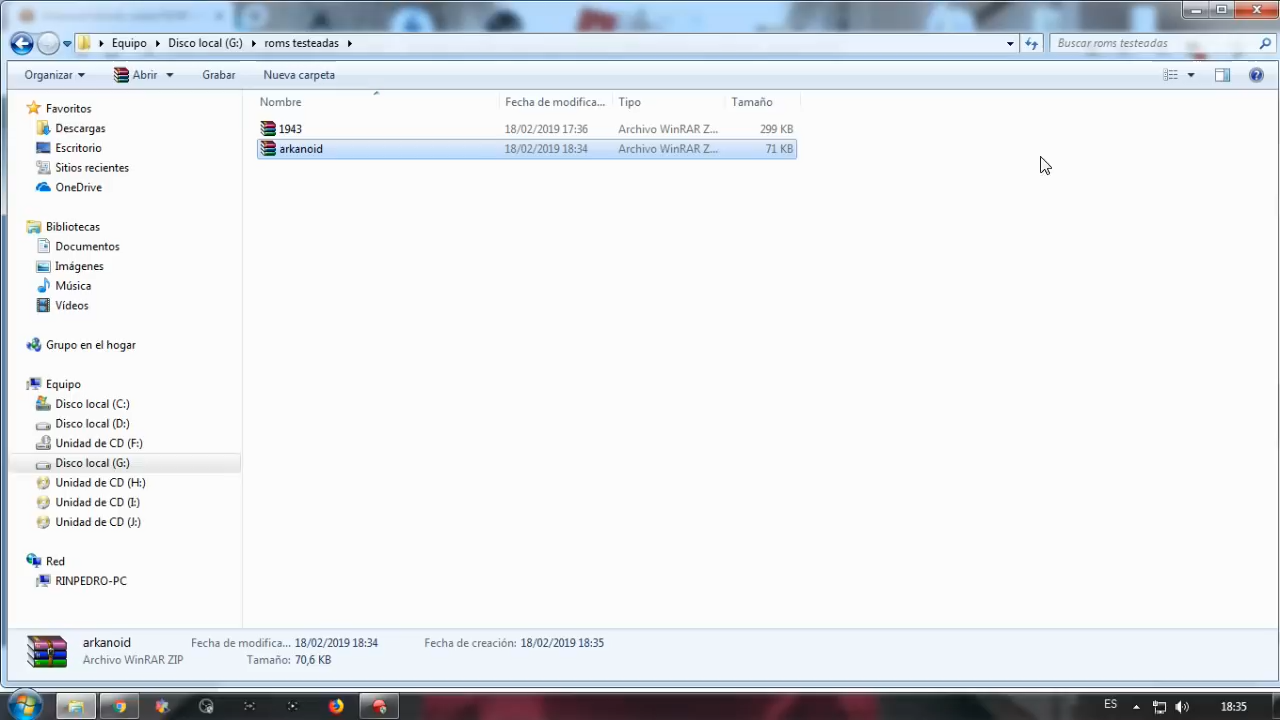 Equipo
Disco local (G:)
roms testeadas
Buscar roms testeadas
Organizar
Abrir
Grabar
Nueva carpeta
Nombre
Fecha de modifica...
Tipo
Tamaño
1943
18/02/2019 17:36
Archivo WinRAR Z...
299 KB
arkanoid
18/02/2019 18:34
Archivo WinRAR Z...
71 KB
Favoritos
Descargas
Escritorio
Sitios recientes
OneDrive
Bibliotecas
Documentos
Imágenes
Música
Vídeos
Grupo en el hogar
Equipo
Disco local (C:)
Disco local (D:)
Unidad de CD (F:)
Disco local (G:)
Unidad de CD (H:)
Unidad de CD (I:)
Unidad de CD (J:)
Red
RINPEDRO-PC
arkanoid
Fecha de modifica... 18/02/2019 18:34
Fecha de creación: 18/02/2019 18:35
Archivo WinRAR ZIP
Tamaño: 70,6 KB
ES
18:35